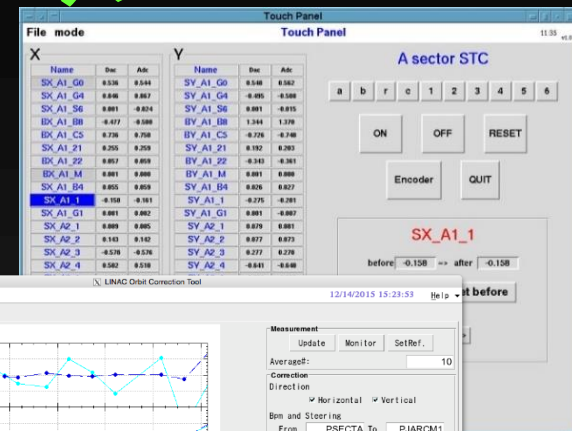 Touch Panel
File mode Touch Panel 11:35
X Y
Name Dac Adc Name Dac Adc
SX_A1_G0 0.536 0.544 SY_A1_G0 0.540 0.562
SX_A1_G4 0.846 0.867 SY_A1_G4 -0.495 -0.500
SX_A1_S6 0.001 -0.024 SY_A1_S6 0.001 -0.015
BX_A1_B8 -0.477 -0.500 BY_A1_B8 1.344 1.370
BX_A1_C5 0.736 0.750 BY_A1_C5 -0.726 -0.740
SX_A1_21 0.255 0.259 SY_A1_21 0.192 0.203
BX_A1_22 0.057 0.059 BY_A1_22 -0.343 -0.361
BX_A1_M 0.001 0.000 BY_A1_M 0.001 0.000
SX_A1_B4 0.055 0.059 SY_A1_B4 0.026 0.027
SX_A1_1 -0.158 -0.161 SY_A1_1 -0.275 -0.281
SX_A1_G1 0.001 0.002 SY_A1_G1 0.001 -0.007
SX_A2_1 0.009 0.005 SY_A2_1 0.079 0.081
SX_A2_2 0.143 0.142 SY_A2_2 0.077 0.073
SX_A2_3 -0.570 -0.576 SY_A2_3 0.277 0.270
SX_A2_4 0.502 0.510 SY_A2_4 -0.641 -0.640
A sector STC
a b r c 1 2 3 4 5 6
ON OFF RESET
Encoder QUIT
SX_A1_1
before -0.158 -> after -0.158
et before
LINAC Orbit Correction Tool
12/14/2015 15:23:53 Help
Measurement
Update Monitor SetRef.
Average#: 10
Correction
Direction
Horizontal Vertical
Bpm and Steering
From PSECTA To PJARCM1